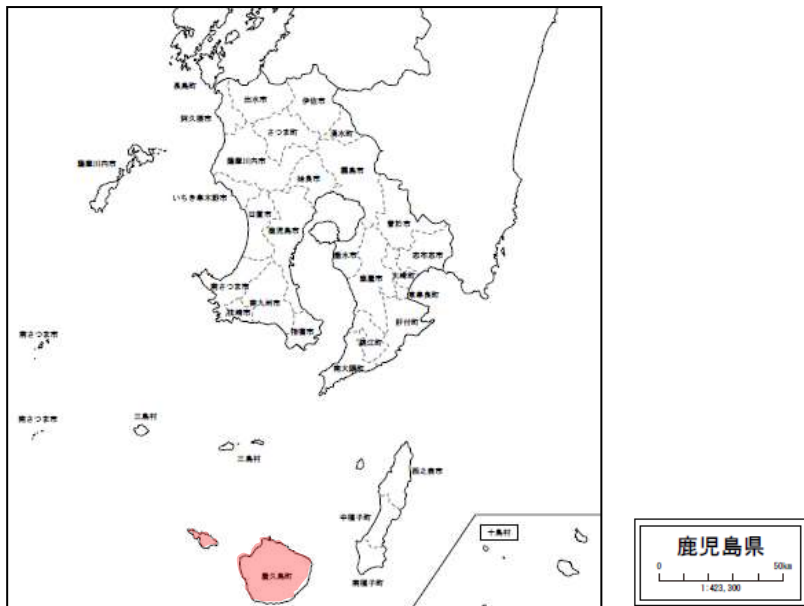 長島町
出水市
伊佐市
阿久根市
さつま町
湧水町
薩摩川内市
薩摩川内市
霧島市
姶良市
いちき串木野市
日置市
鹿児島市
曽於市
志布志市
垂水市
大崎町
鹿屋市
東串良町
南さつま市
南九州市
枕崎市
指宿市
肝付町
錦江町
南大隅町
南さつま市
南さつま市
三島村
三島村
西之表市
中種子町
南種子町
屋久島町
十島村
鹿児島県
0 50km
1:423,300